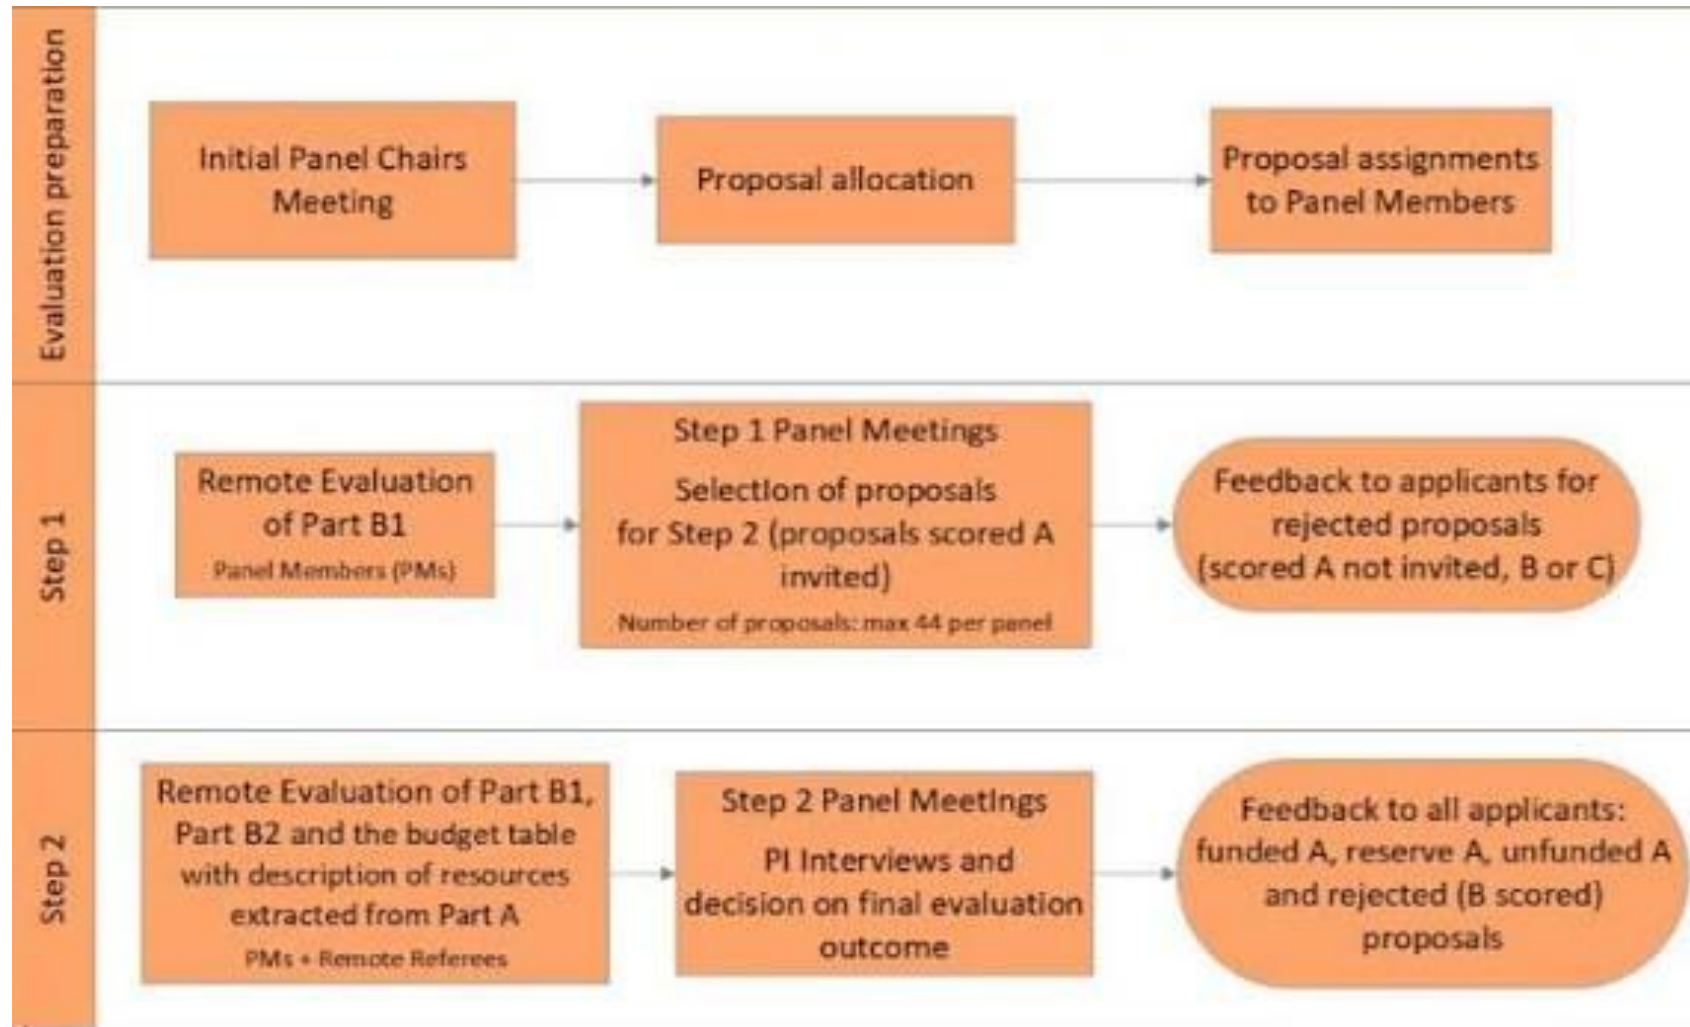 Evaluation preparation
Initial Panel Chairs
Meeting
Proposal allocation
Proposal assignments
to Panel Members
Step 1
Remote Evaluation
of Part B1
Panel Members (PMs)
Step 1 Panel Meetings
Selection of proposals
for Step 2 (proposals scored A
invited)
Number of proposals: max 44 per panel
Feedback to applicants for
rejected proposals
(scored A not invited, B or C)
Step 2
Remote Evaluation of Part B1,
Part B2 and the budget table
with description of resources
extracted from Part A
PMs + Remote Referees
Step 2 Panel Meetings
PI Interviews and
decision on final evaluation
outcome
Feedback to all applicants:
funded A, reserve A, unfunded A
and rejected (B scored)
proposals